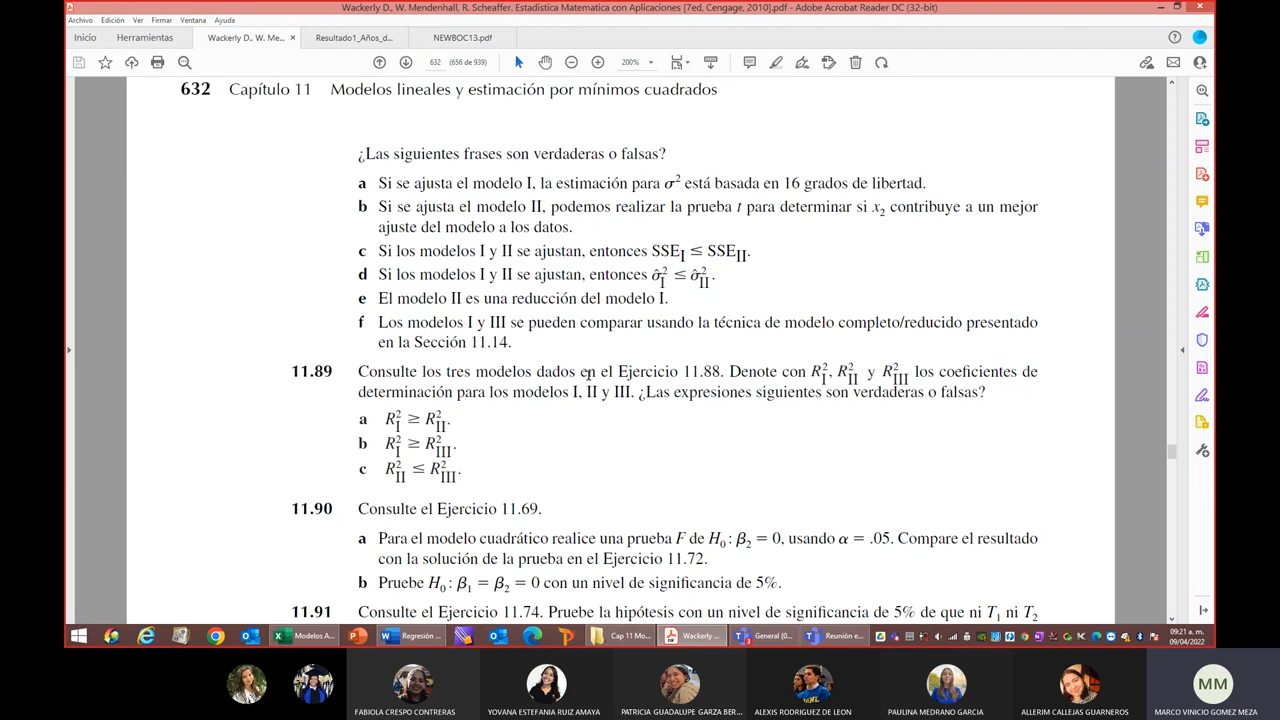 Wackerly D., W. Mendenhall, R. Scheaffer. Estadística Matematica con Aplicaciones [7ed, Cengage, 2010].pdf - Adobe Acrobat Reader DC (32-bit)
Archivo Edición Ver Firmar Ventana Ayuda
Inicio Herramientas Wackerly D., W. Me... × Resultado1_Años_d... NEWBOC13.pdf
632 (656 de 939) 200%
632 Capítulo 11 Modelos lineales y estimación por mínimos cuadrados
¿Las siguientes frases son verdaderas o falsas?
a Si se ajusta el modelo I, la estimación para σ² está basada en 16 grados de libertad.
b Si se ajusta el modelo II, podemos realizar la prueba t para determinar si x₂ contribuye a un mejor
ajuste del modelo a los datos.
c Si los modelos I y II se ajustan, entonces SSE_I ≤ SSE_II.
d Si los modelos I y II se ajustan, entonces σ̂²_I ≤ σ̂²_II.
e El modelo II es una reducción del modelo I.
f Los modelos I y III se pueden comparar usando la técnica de modelo completo/reducido presentado
en la Sección 11.14.
11.89 Consulte los tres modelos dados en el Ejercicio 11.88. Denote con R²_I, R²_II y R²_III los coeficientes de
determinación para los modelos I, II y III. ¿Las expresiones siguientes son verdaderas o falsas?
a R²_I ≥ R²_II.
b R²_I ≥ R²_III.
c R²_II ≤ R²_III.
11.90 Consulte el Ejercicio 11.69.
a Para el modelo cuadrático realice una prueba F de H₀: β₂ = 0, usando α = .05. Compare el resultado
con la solución de la prueba en el Ejercicio 11.72.
b Pruebe H₀: β₁ = β₂ = 0 con un nivel de significancia de 5%.
11.91 Consulte el Ejercicio 11.74. Pruebe la hipótesis con un nivel de significancia de 5% de que ni T₁ ni T₂
Modelos A... Regresión ... Cap 11 Mo... Wackerly ... General (0... Reunión e... 09:21 a. m.
09/04/2022
MM
FABIOLA CRESPO CONTRERAS YOVANA ESTEFANIA RUIZ AMAYA PATRICIA GUADALUPE GARZA BER... ALEXIS RODRIGUEZ DE LEON PAULINA MEDRANO GARCIA ALLERIM CALLEJAS GUARNEROS MARCO VINICIO GOMEZ MEZA